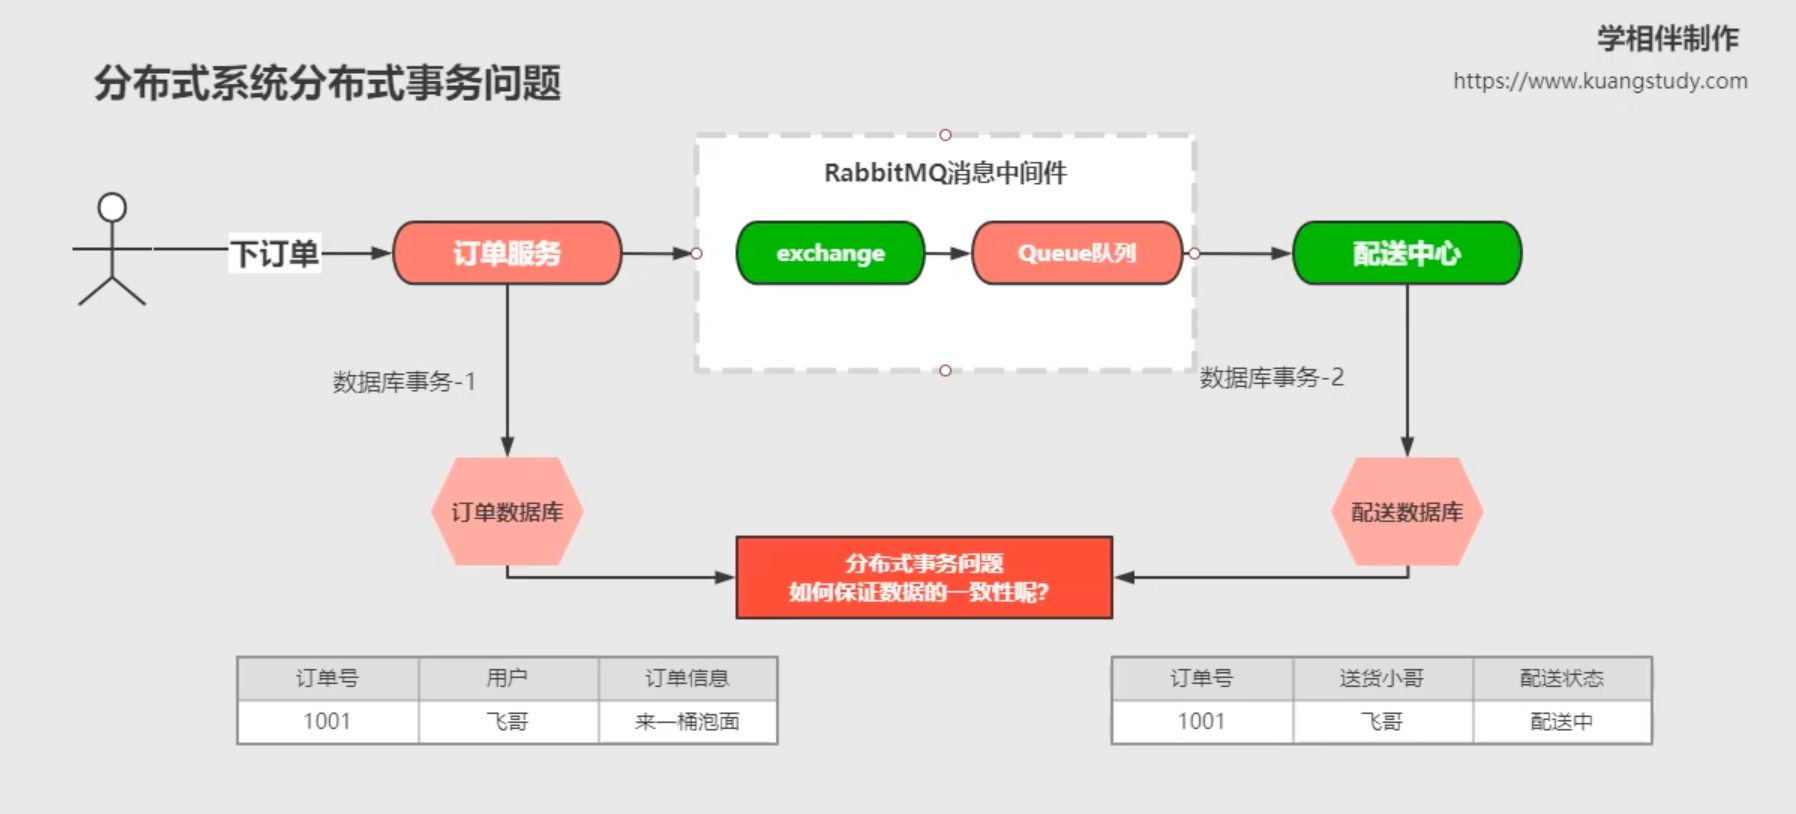 学相伴制作
https://www.kuangstudy.com
分布式系统分布式事务问题
RabbitMQ消息中间件
下订单
订单服务
exchange
Queue队列
配送中心
数据库事务-1
数据库事务-2
订单数据库
配送数据库
分布式事务问题
如何保证数据的一致性呢?
订单号 用户 订单信息
1001 飞哥 来一桶泡面
订单号 送货小哥 配送状态
1001 飞哥 配送中